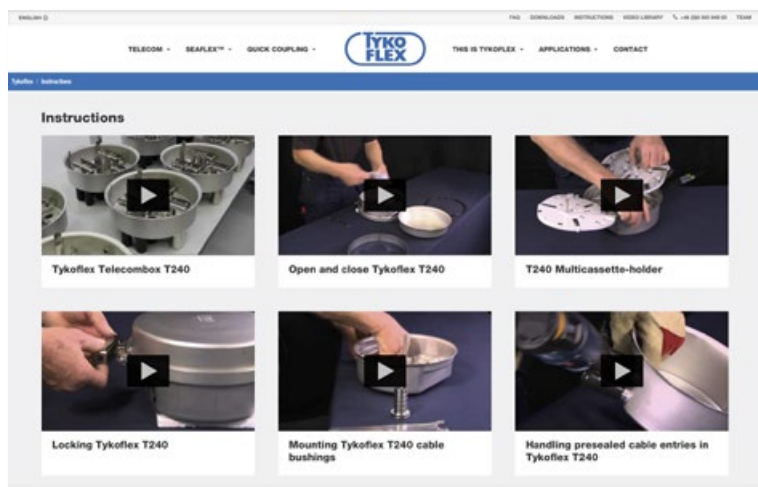 ENGLISH
FAQ DOWNLOADS INSTRUCTIONS VIDEO LIBRARY TEAM
TELECOM SEAFLEX™ QUICK COUPLING TYKO FLEX THIS IS TYKOFLEX APPLICATIONS CONTACT
Tykoflex / Instructions
Instructions
Tykoflex Telecombox T240
Open and close Tykoflex T240
T240 Multicassette-holder
Locking Tykoflex T240
Mounting Tykoflex T240 cable
bushings
Handling presealed cable entries in
Tykoflex T240